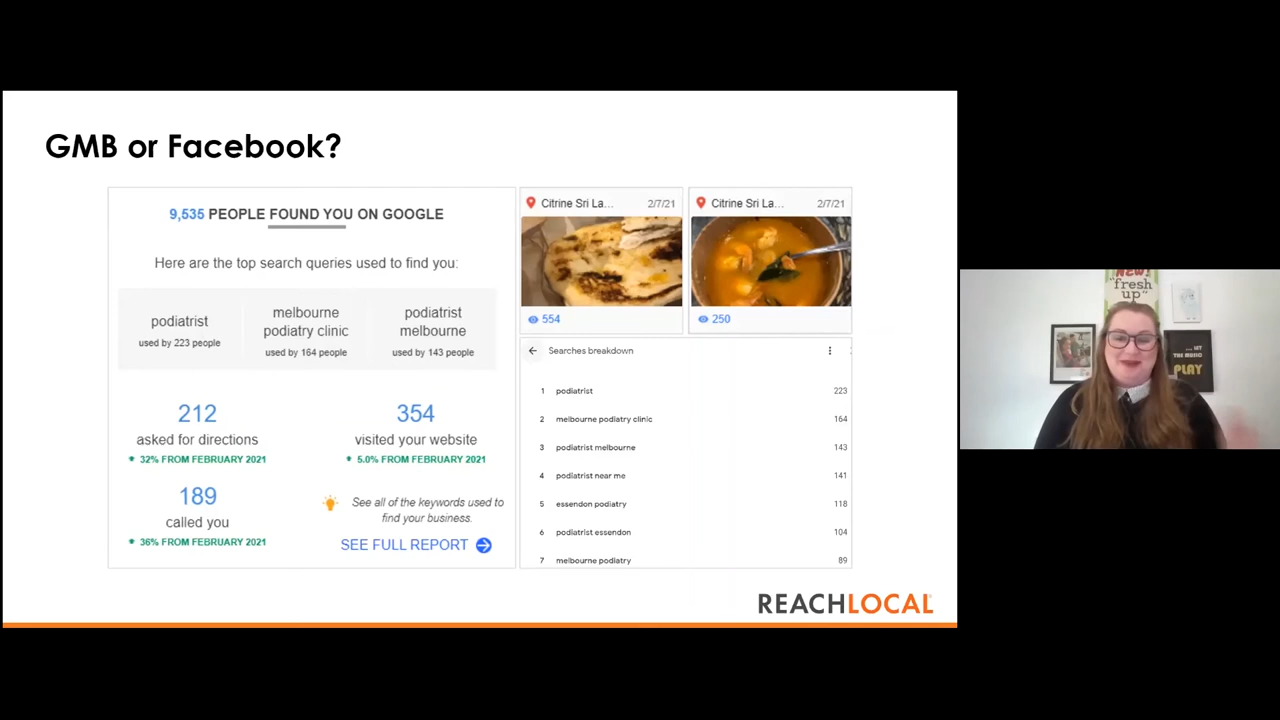 GMB or Facebook?
9,535 PEOPLE FOUND YOU ON GOOGLE
Here are the top search queries used to find you:
podiatrist
used by 223 people
melbourne
podiatry clinic
used by 164 people
podiatrist
melbourne
used by 143 people
212
asked for directions
32% FROM FEBRUARY 2021
354
visited your website
5.0% FROM FEBRUARY 2021
189
called you
36% FROM FEBRUARY 2021
See all of the keywords used to
find your business.
SEE FULL REPORT
Citrine Sri La... 2/7/21
554
Citrine Sri La... 2/7/21
250
Searches breakdown
1 podiatrist 223
2 melbourne podiatry clinic 164
3 podiatrist melbourne 143
4 podiatrist near me 141
5 essendon podiatry 118
6 podiatrist essendon 104
7 melbourne podiatry 89
REACHLOCAL
NEW!
"fresh
up"
... LET
THE MUSIC
PLAY